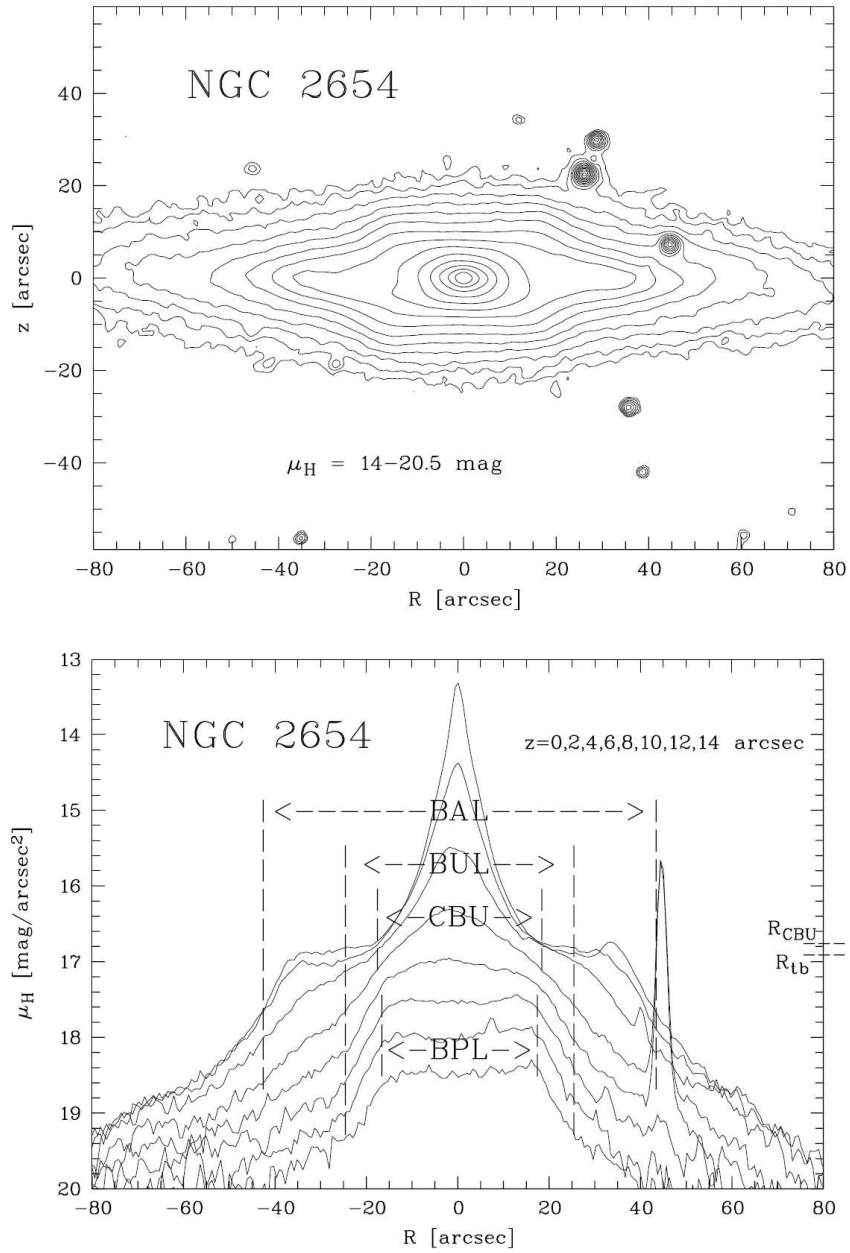 NGC 2654
40
20
0
−20
−40
z [arcsec]
μH = 14−20.5 mag
−80 −60 −40 −20 0 20 40 60 80
R [arcsec]
13
14
15
16
17
18
19
20
μH [mag/arcsec²]
NGC 2654
z=0,2,4,6,8,10,12,14 arcsec
BAL
BUL
CBU
BPL
RCBU
Rtb
−80 −60 −40 −20 0 20 40 60 80
R [arcsec]